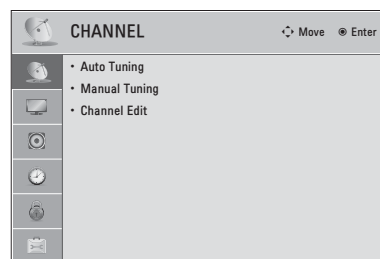 CHANNEL Move Enter
• Auto Tuning
• Manual Tuning
• Channel Edit